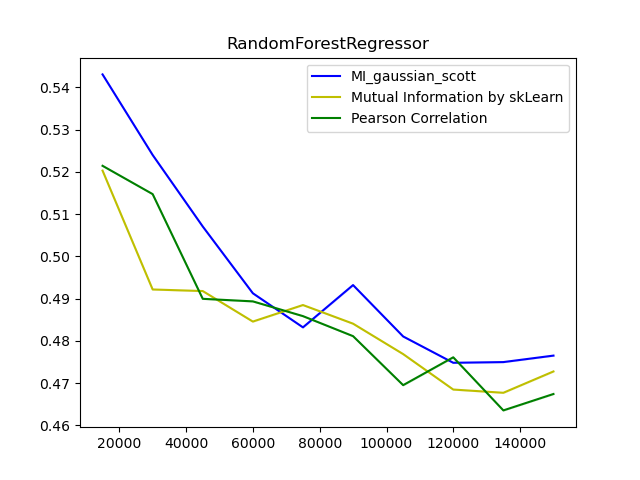 RandomForestRegressor
MI_gaussian_scott
Mutual Information by skLearn
Pearson Correlation
0.54
0.53
0.52
0.51
0.50
0.49
0.48
0.47
0.46
20000 40000 60000 80000 100000 120000 140000